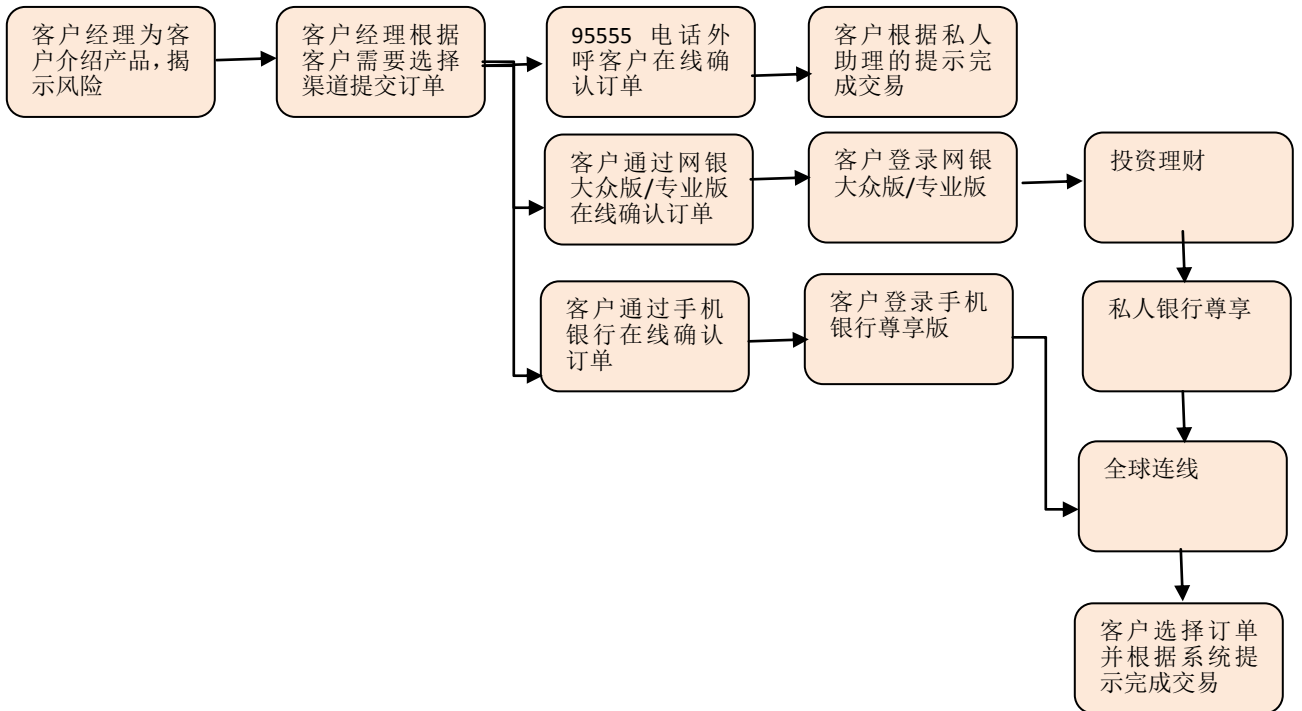 客户经理为客
户介绍产品，揭
示风险
客户经理根据
客户需要选择
渠道提交订单
95555 电话外
呼客户在线确
认订单
客户根据私人
助理的提示完
成交易
客户通过网银
大众版/专业版
在线确认订单
客户登录网银
大众版/专业版
投资理财
客户通过手机
银行在线确认
订单
客户登录手机
银行尊享版
私人银行尊享
全球连线
客户选择订单
并根据系统提
示完成交易